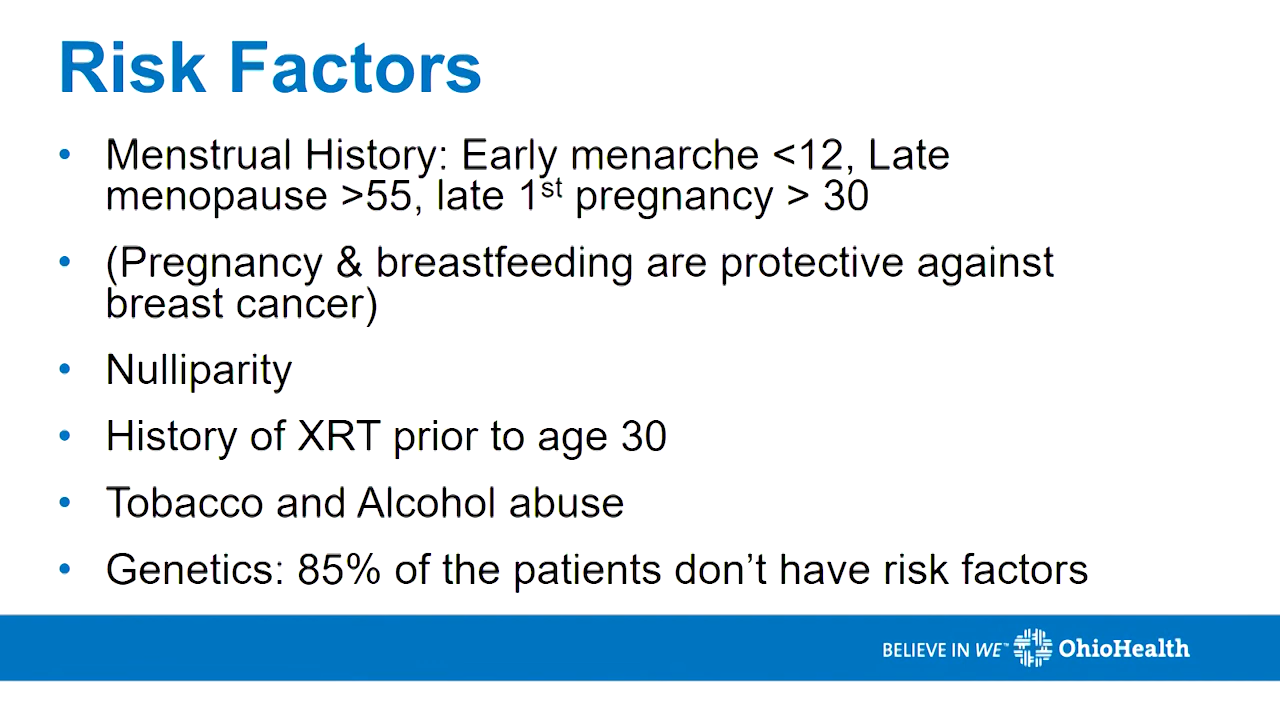 Risk Factors
• Menstrual History: Early menarche <12, Late
menopause >55, late 1st pregnancy > 30
• (Pregnancy & breastfeeding are protective against
breast cancer)
• Nulliparity
• History of XRT prior to age 30
• Tobacco and Alcohol abuse
• Genetics: 85% of the patients don’t have risk factors
BELIEVE IN WE™ OhioHealth